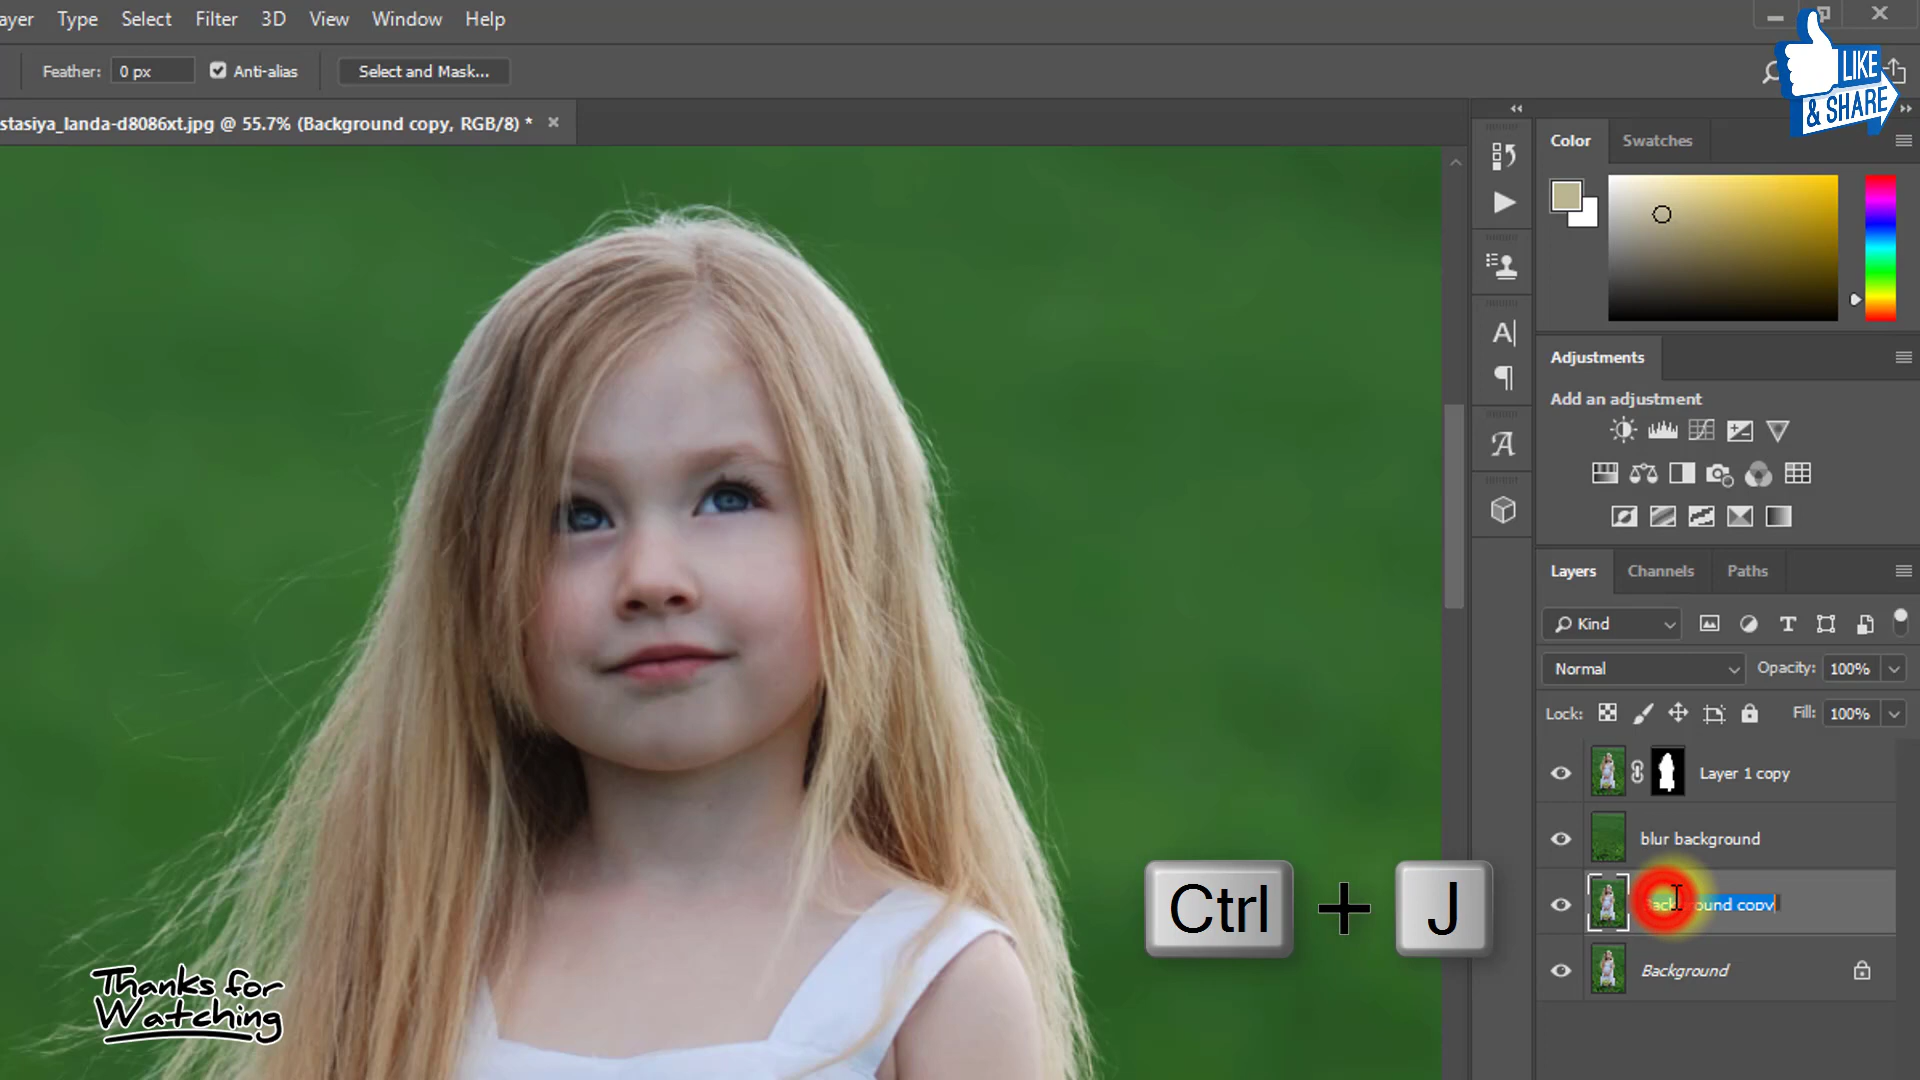 ayer Type Select Filter 3D View Window Help
Feather: 0 px Anti-alias Select and Mask...
LIKE
& SHARE
stasiya_landa-d8086xt.jpg @ 55.7% (Background copy, RGB/8) * ×
Color Swatches
Adjustments
Add an adjustment
Layers Channels Paths
Kind
Normal Opacity: 100%
Lock: Fill: 100%
Layer 1 copy
blur background
Background copy
Background
Ctrl + J
Thanks for
Watching